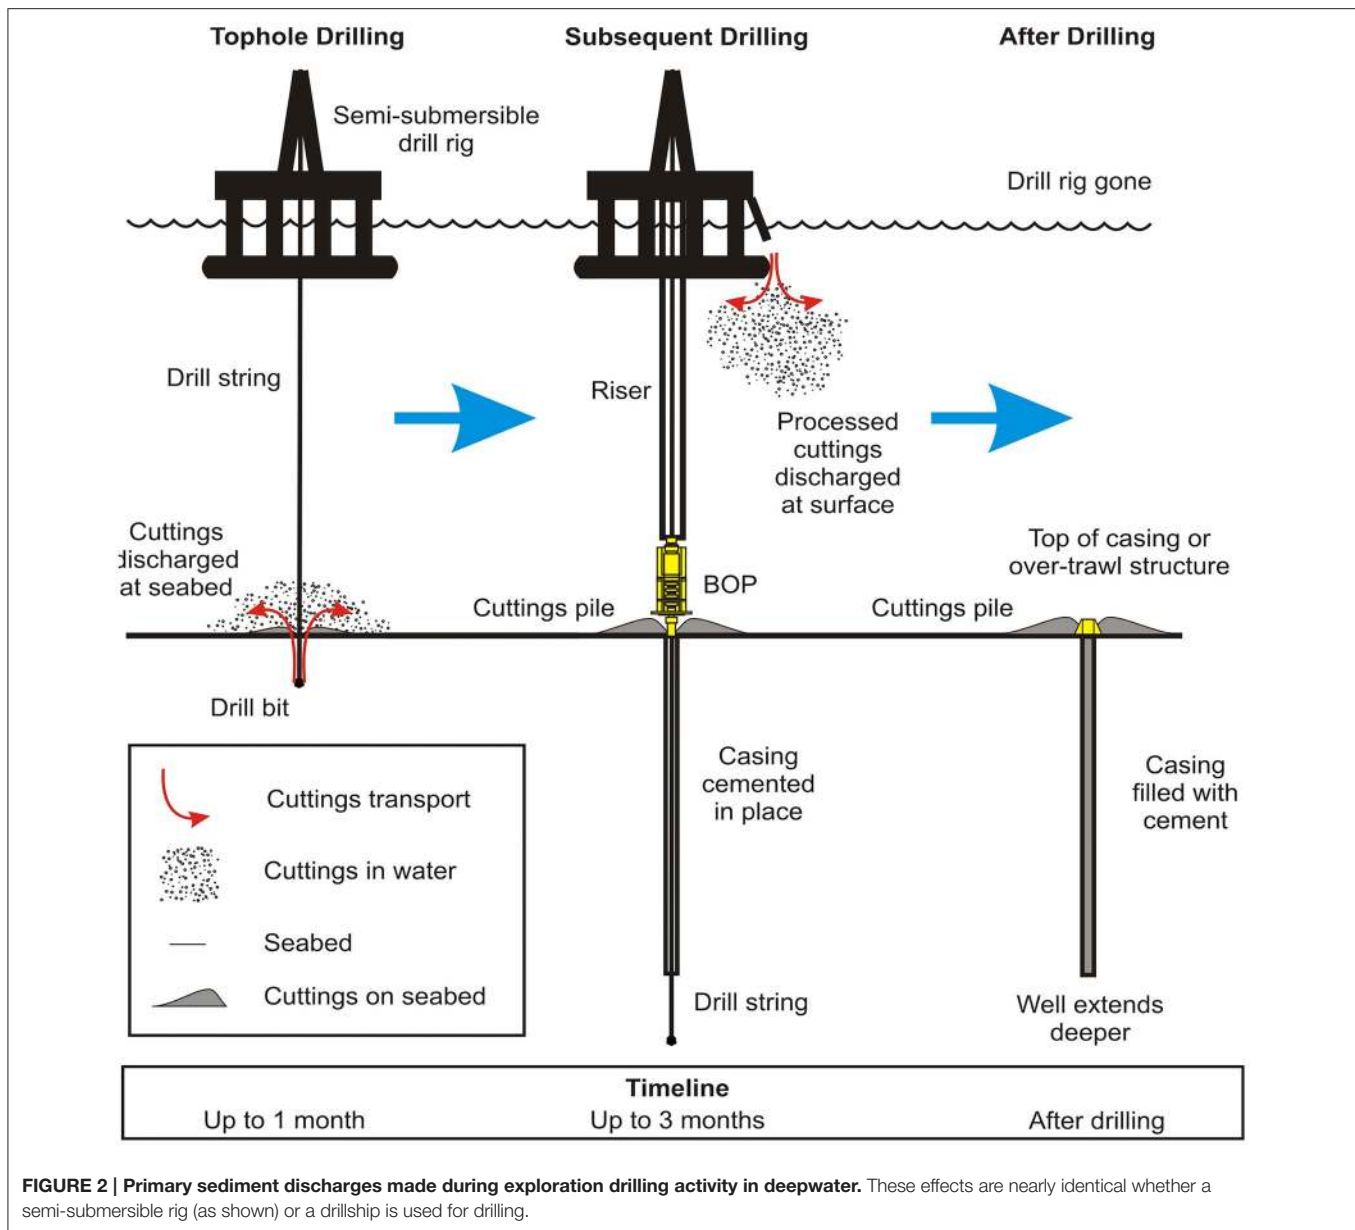 Tophole Drilling
Subsequent Drilling
After Drilling
Semi-submersible
drill rig
Drill rig gone
Drill string
Riser
Processed
cuttings
discharged
at surface
Cuttings
discharged
at seabed
Top of casing or
over-trawl structure
BOP
Cuttings pile
Cuttings pile
Drill bit
Casing
cemented
in place
Casing
filled with
cement
Cuttings transport
Cuttings in water
Seabed
Cuttings on seabed
Drill string
Well extends
deeper
Timeline
Up to 1 month
Up to 3 months
After drilling
FIGURE 2 | Primary sediment discharges made during exploration drilling activity in deepwater. These effects are nearly identical whether a
semi-submersible rig (as shown) or a drillship is used for drilling.